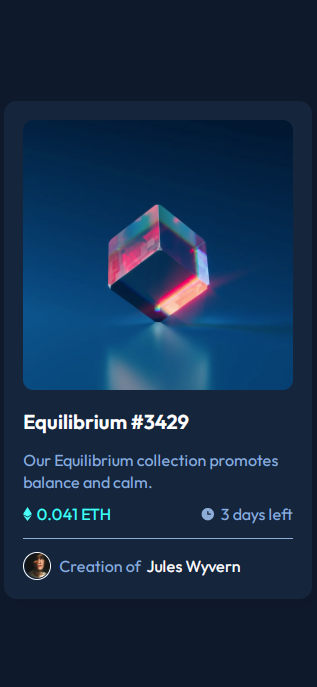 Equilibrium #3429
Our Equilibrium collection promotes
balance and calm.
0.041 ETH 3 days left
Creation of Jules Wyvern